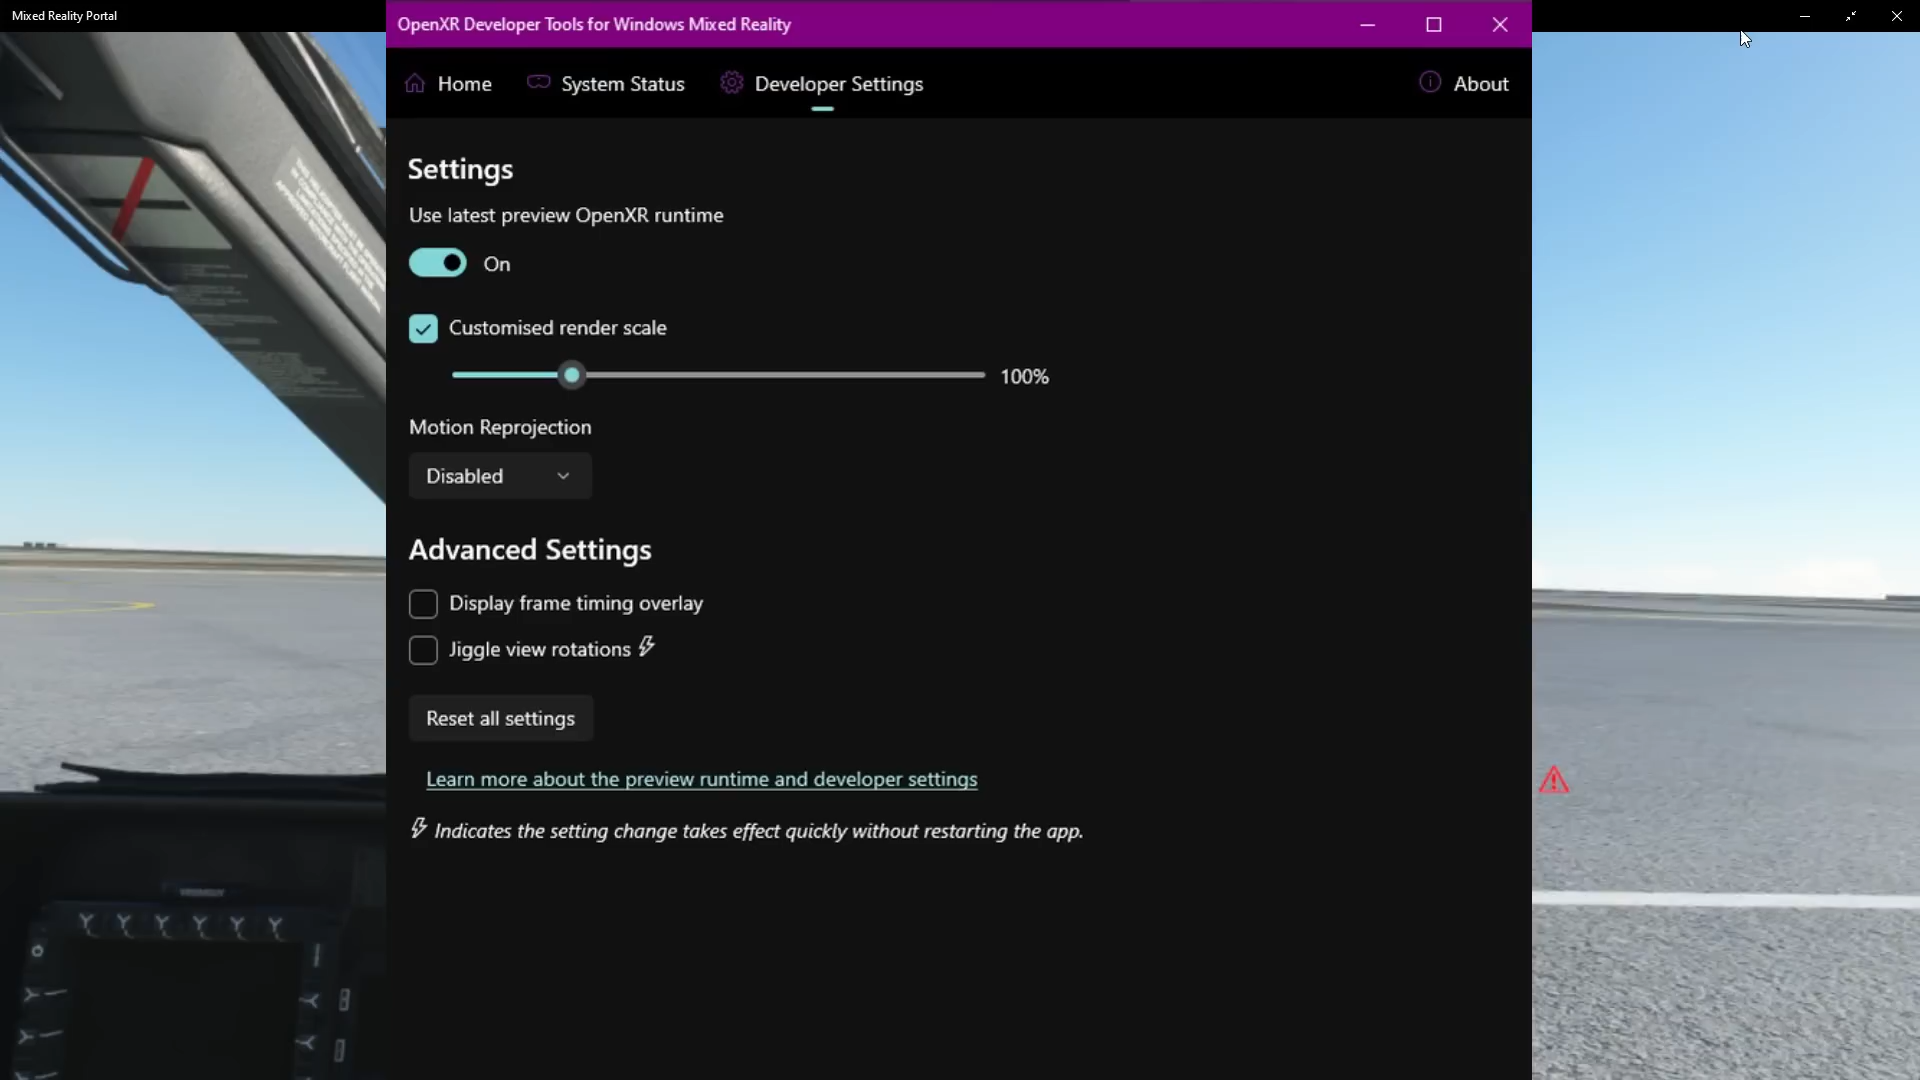 Mixed Reality Portal
OpenXR Developer Tools for Windows Mixed Reality
Home
System Status
Developer Settings
About
Settings
Use latest preview OpenXR runtime
On
Customised render scale
100%
Motion Reprojection
Disabled
Advanced Settings
Display frame timing overlay
Jiggle view rotations
Reset all settings
Learn more about the preview runtime and developer settings
Indicates the setting change takes effect quickly without restarting the app.